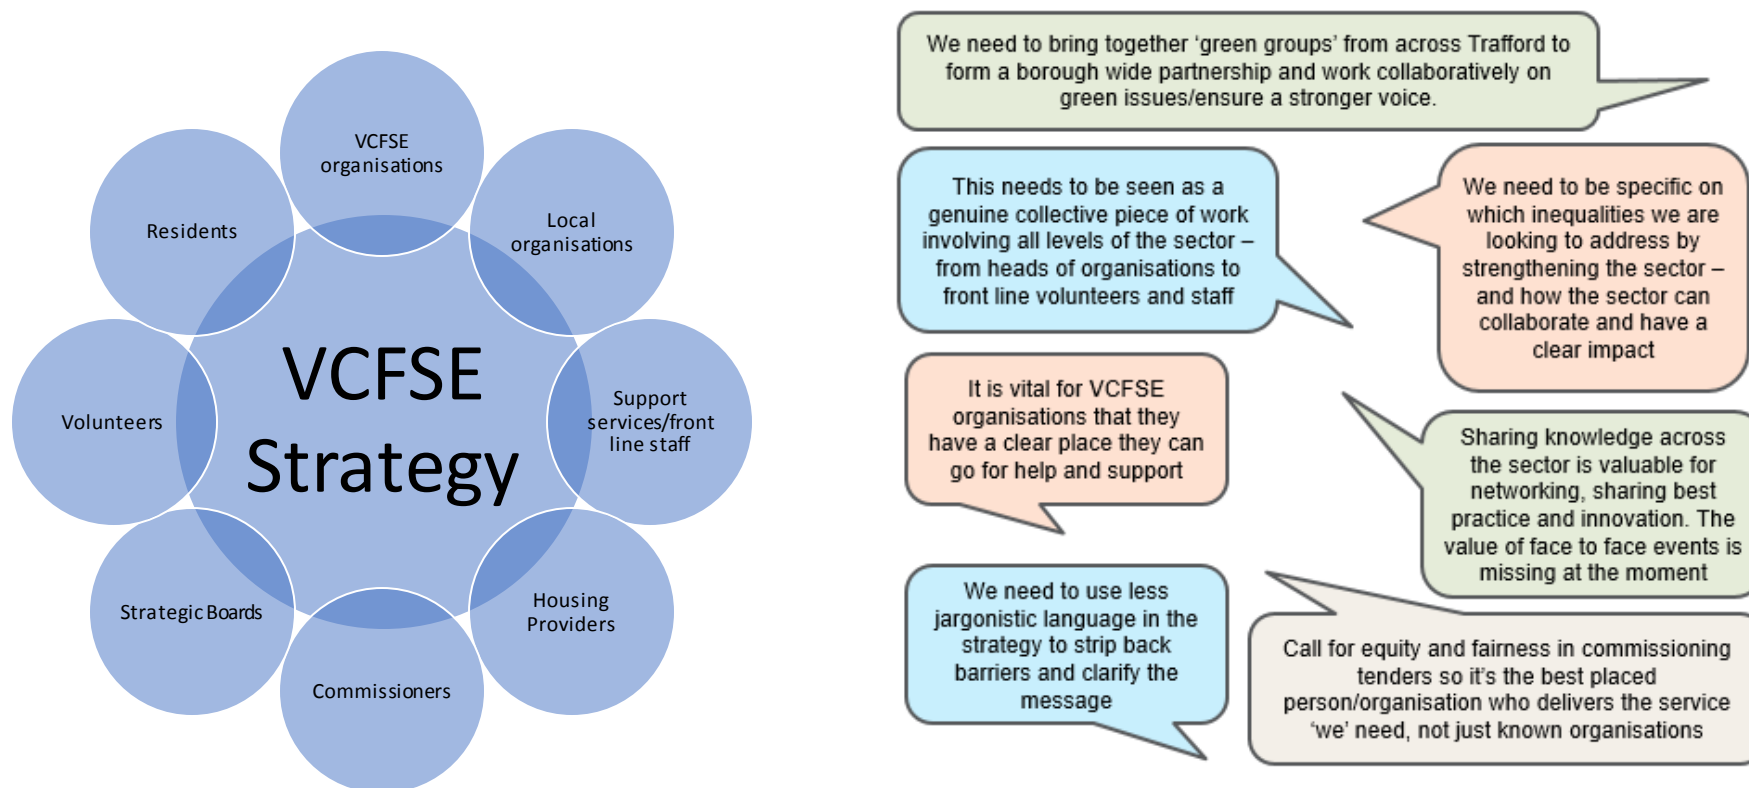 VCFSE
organisations
Local
organisations
Support
services/front
line staff
Housing
Providers
Commissioners
Strategic Boards
Volunteers
Residents
VCFSE
Strategy
We need to bring together ‘green groups’ from across Trafford to
form a borough wide partnership and work collaboratively on
green issues/ensure a stronger voice.
This needs to be seen as a
genuine collective piece of work
involving all levels of the sector –
from heads of organisations to
front line volunteers and staff
We need to be specific on
which inequalities we are
looking to address by
strengthening the sector –
and how the sector can
collaborate and have a
clear impact
It is vital for VCFSE
organisations that they
have a clear place they can
go for help and support
Sharing knowledge across
the sector is valuable for
networking, sharing best
practice and innovation. The
value of face to face events is
missing at the moment
We need to use less
jargonistic language in the
strategy to strip back
barriers and clarify the
message
Call for equity and fairness in commissioning
tenders so it’s the best placed
person/organisation who delivers the service
‘we’ need, not just known organisations